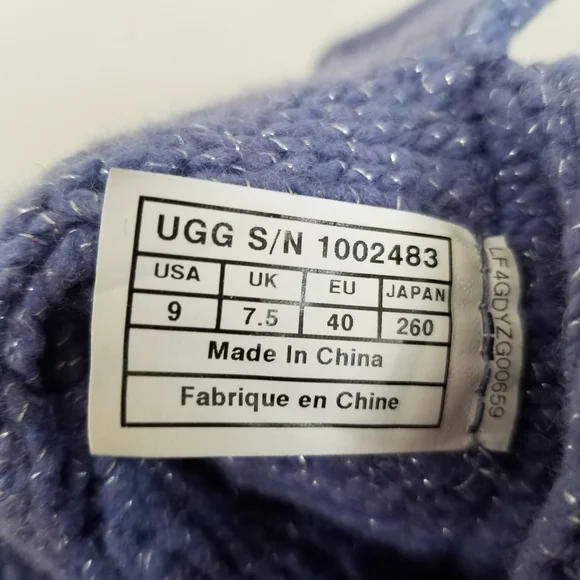 UGG S/N 1002483
USA UK EU JAPAN
9 7.5 40 260
Made In China
Fabrique en Chine
LF4GDYZG00659